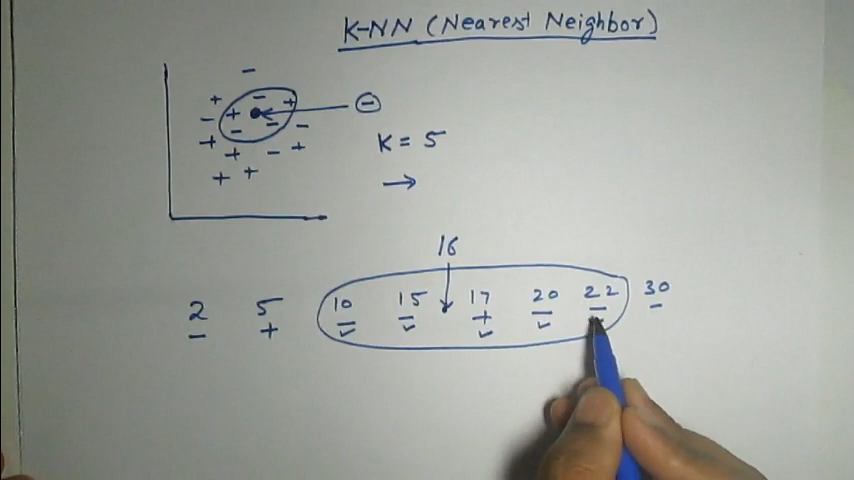 K-NN (Nearest Neighbor)
−
+ − +
− + − ⊖
+ − − −
+ − +
+ +
K = 5
→
16
2 5 10 15 17 20 22 30
− + − − + − − −
✓ ✓ ✓ ✓